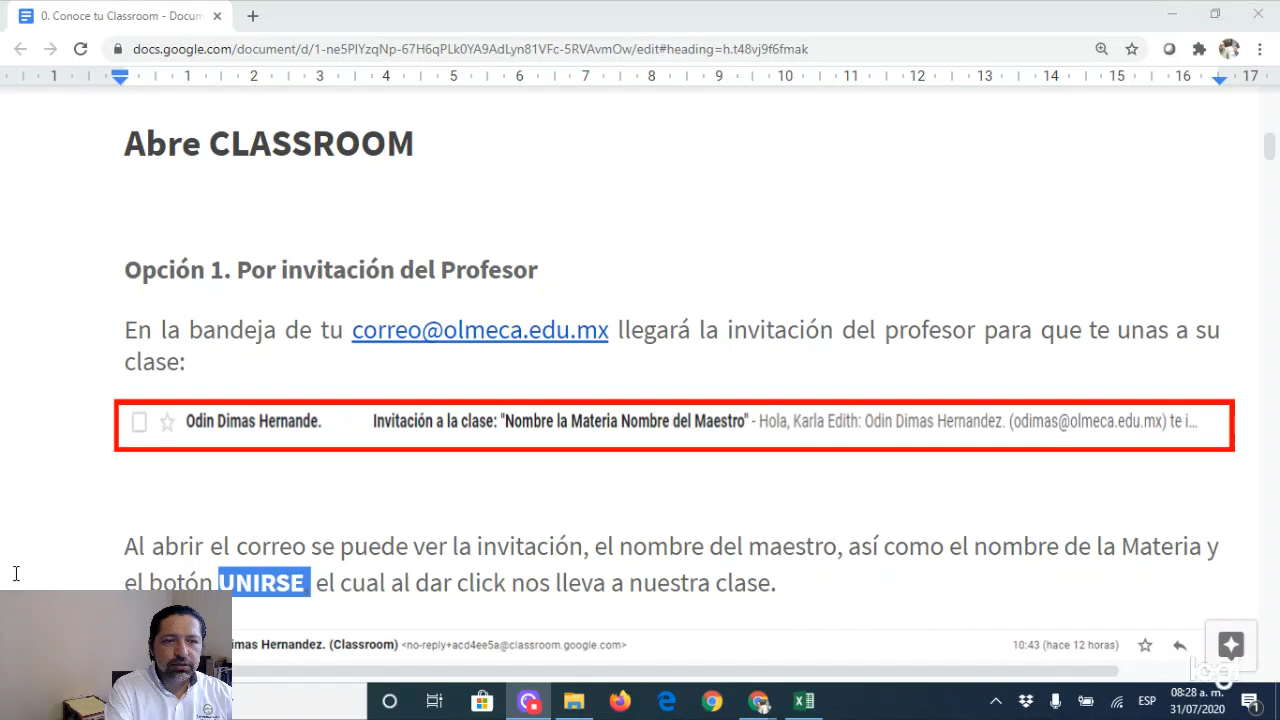 0. Conoce tu Classroom - Docum
docs.google.com/document/d/1-ne5PlYzqNp-67H6qPLk0YA9AdLyn81VFc-5RVAvmOw/edit#heading=h.t48vj9f6fmak
1 1 2 3 4 5 6 7 8 9 10 11 12 13 14 15 16 17
Abre CLASSROOM
Opción 1. Por invitación del Profesor
En la bandeja de tu correo@olmeca.edu.mx llegará la invitación del profesor para que te unas a su
clase:
Odin Dimas Hernande. Invitación a la clase: "Nombre la Materia Nombre del Maestro" - Hola, Karla Edith: Odin Dimas Hernandez. (odimas@olmeca.edu.mx) te i...
Al abrir el correo se puede ver la invitación, el nombre del maestro, así como el nombre de la Materia y
el botón UNIRSE el cual al dar click nos lleva a nuestra clase.
imas Hernandez. (Classroom) <no-reply+acd4ee5a@classroom.google.com> 10:43 (hace 12 horas)
logi
ESP
08:28 a. m.
31/07/2020
1